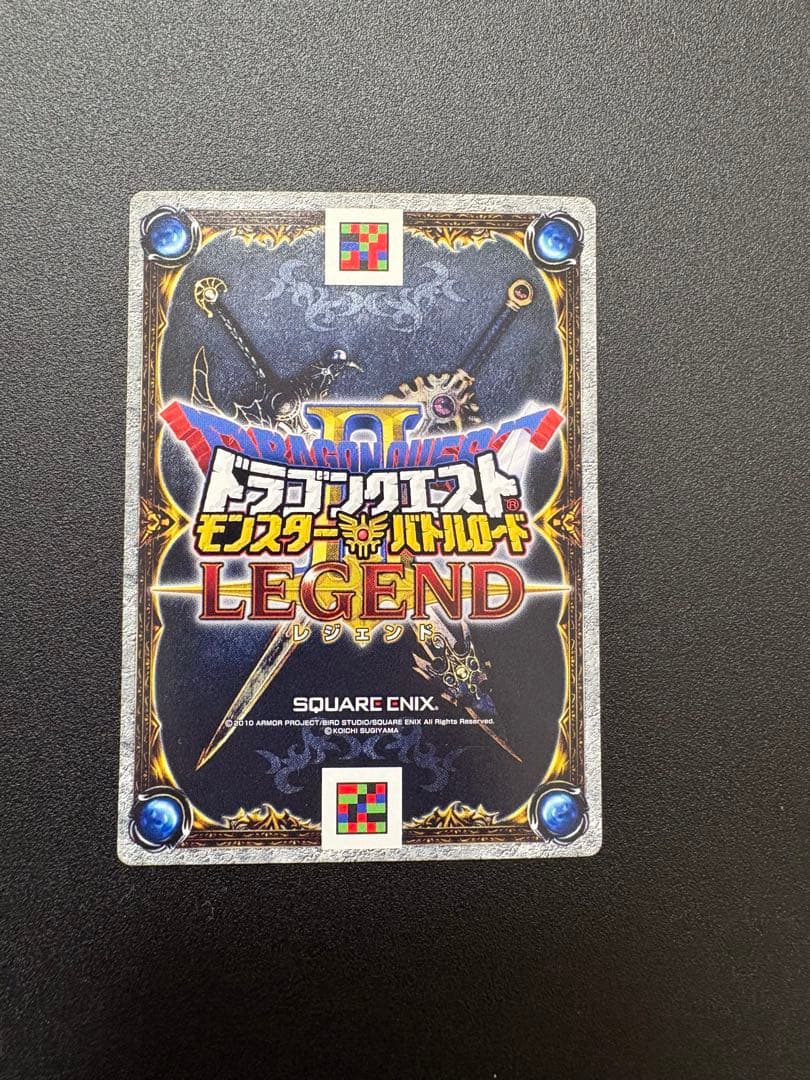 DRAGON QUEST
II
ドラゴンクエスト®
モンスターバトルロード
LEGEND
レジェンド
SQUARE ENIX®
©2010 ARMOR PROJECT/BIRD STUDIO/SQUARE ENIX All Rights Reserved.
©KOICHI SUGIYAMA